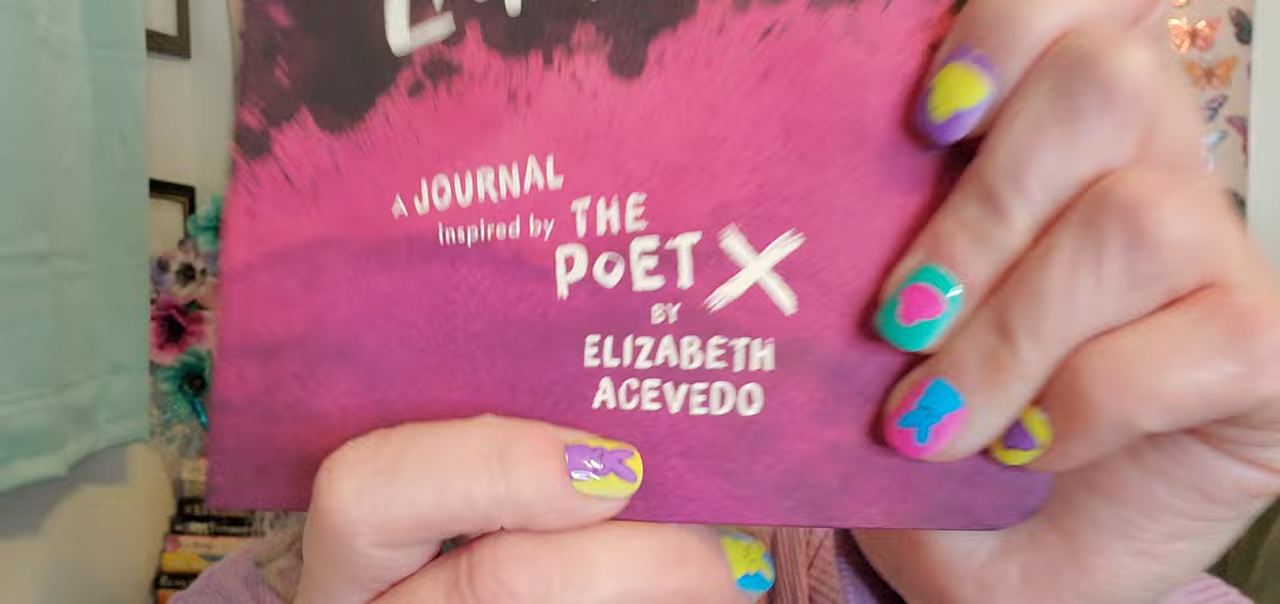 A JOURNAL
inspired by THE
POET X
BY
ELIZABETH
ACEVEDO